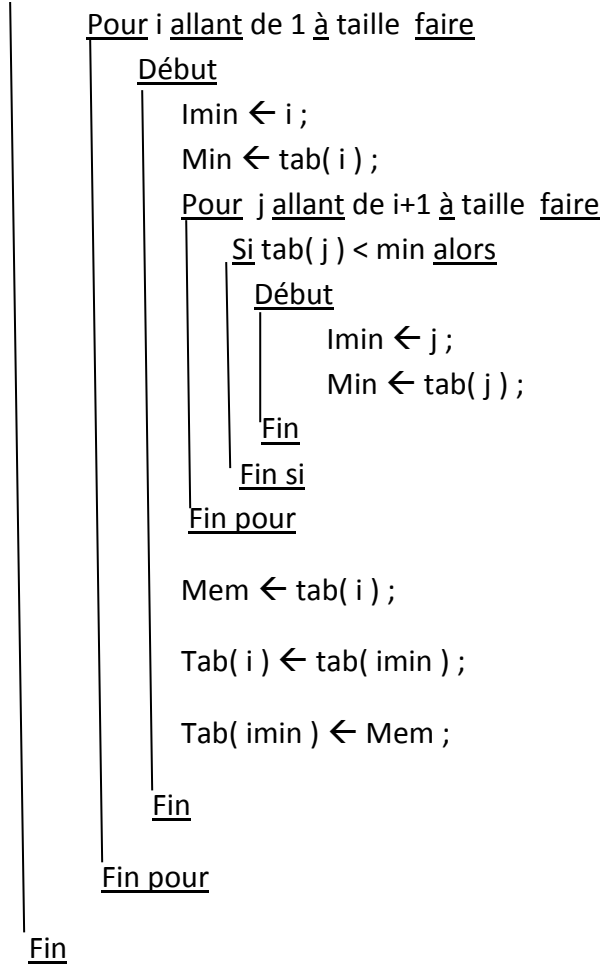 Pour i allant de 1 à taille faire
Début
Imin ← i ;
Min ← tab( i ) ;
Pour j allant de i+1 à taille faire
Si tab( j ) < min alors
Début
Imin ← j ;
Min ← tab( j ) ;
Fin
Fin si
Fin pour
Mem ← tab( i ) ;
Tab( i ) ← tab( imin ) ;
Tab( imin ) ← Mem ;
Fin
Fin pour
Fin